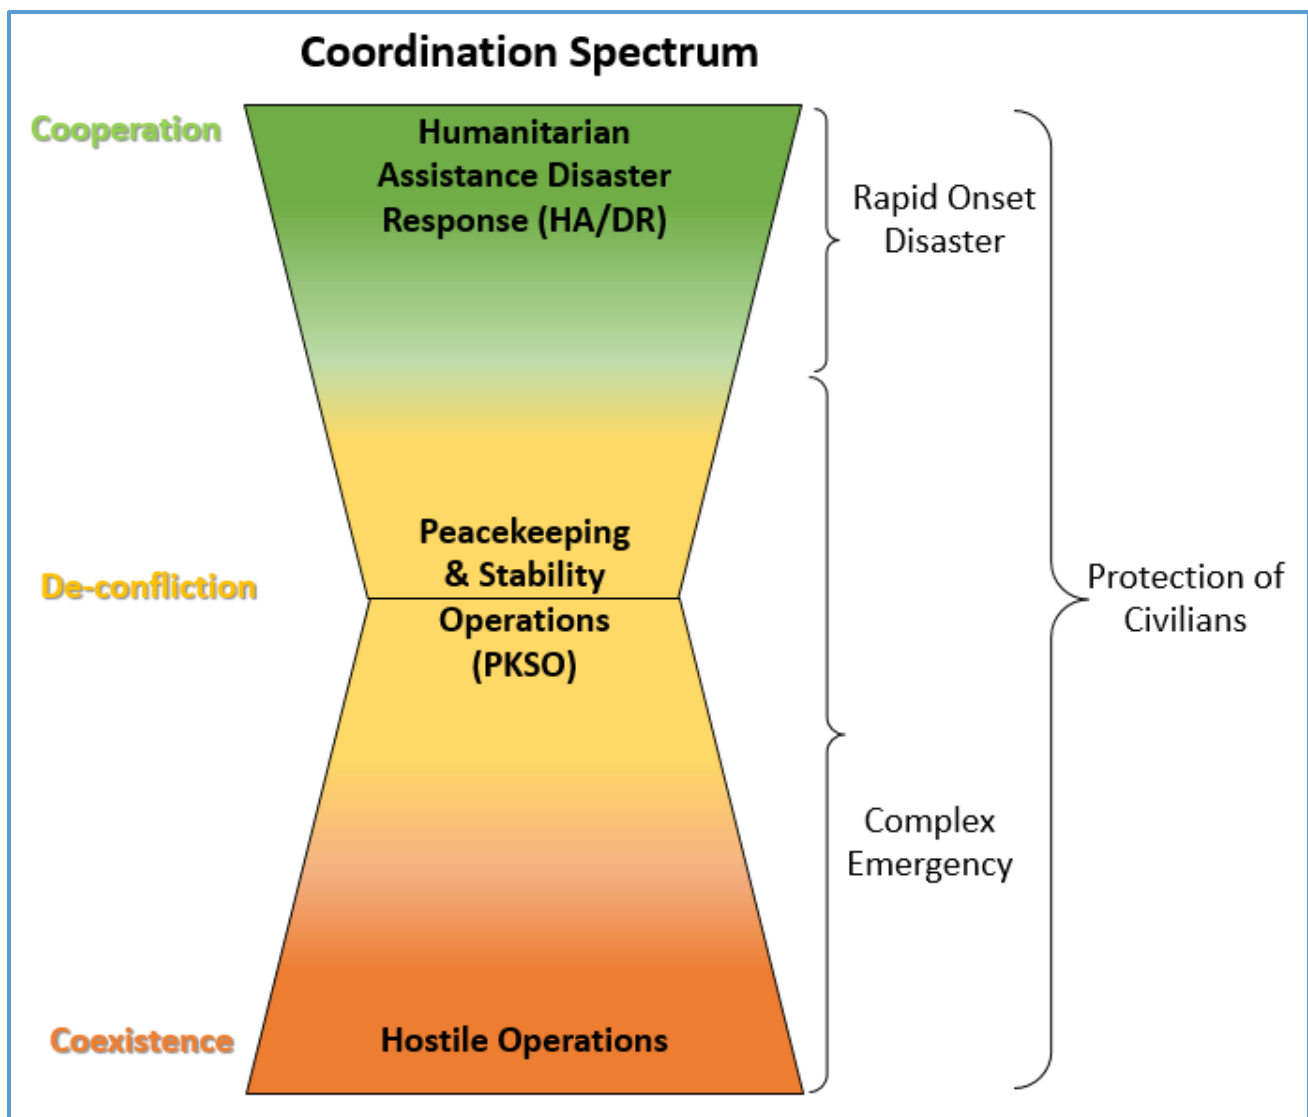 Coordination Spectrum
Cooperation
Humanitarian
Assistance Disaster
Response (HA/DR)
Rapid Onset
Disaster
Peacekeeping
& Stability
De-confliction
Operations
(PKSO)
Protection of
Civilians
Complex
Emergency
Coexistence
Hostile Operations